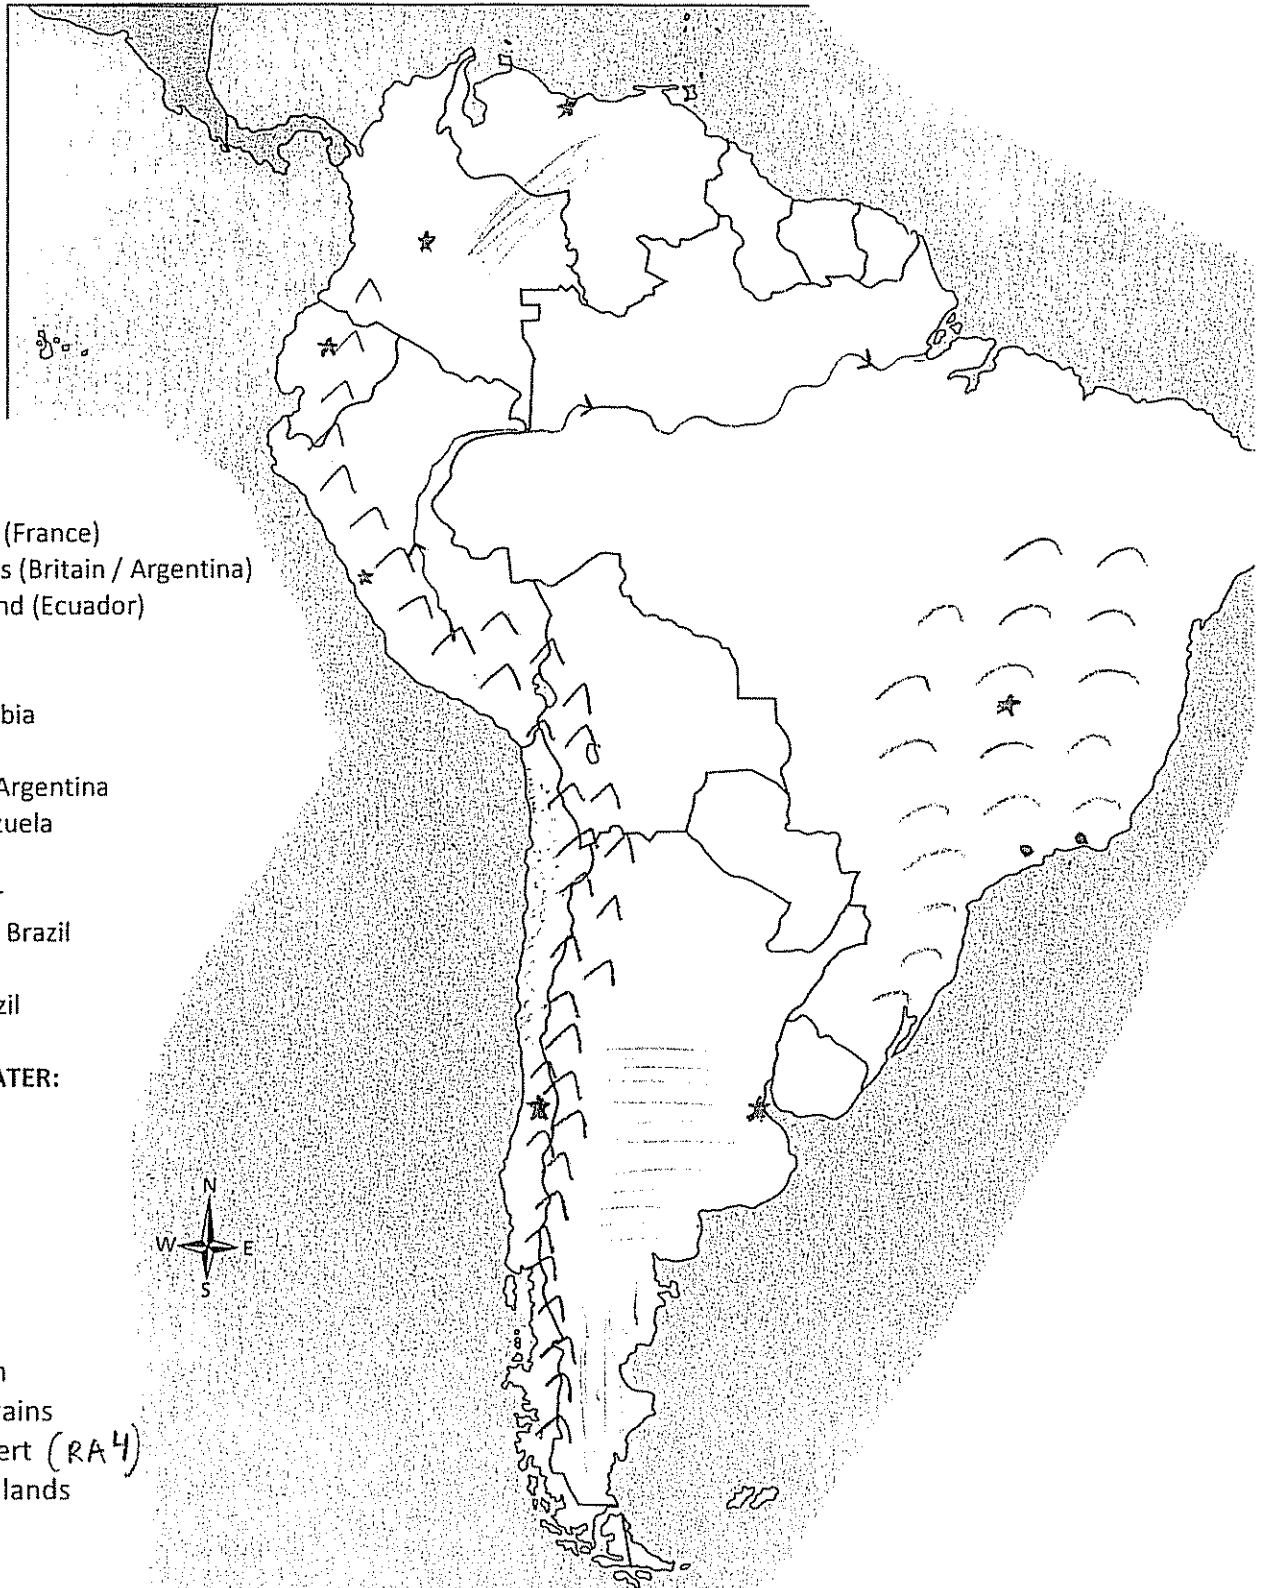 (France)
s (Britain / Argentina)
nd (Ecuador)
bia
Argentina
zuela
Brazil
zil
ATER:
N
W E
S
n
rains
ert (RA4)
lands